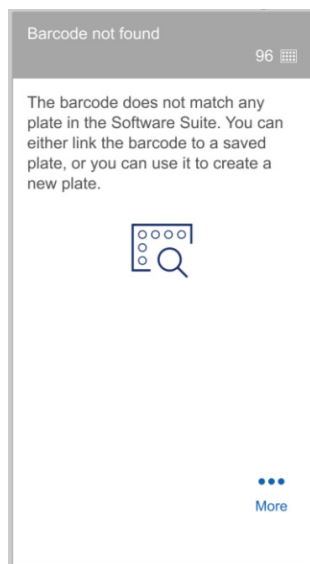 Barcode not found
96
The barcode does not match any
plate in the Software Suite. You can
either link the barcode to a saved
plate, or you can use it to create a
new plate.
More